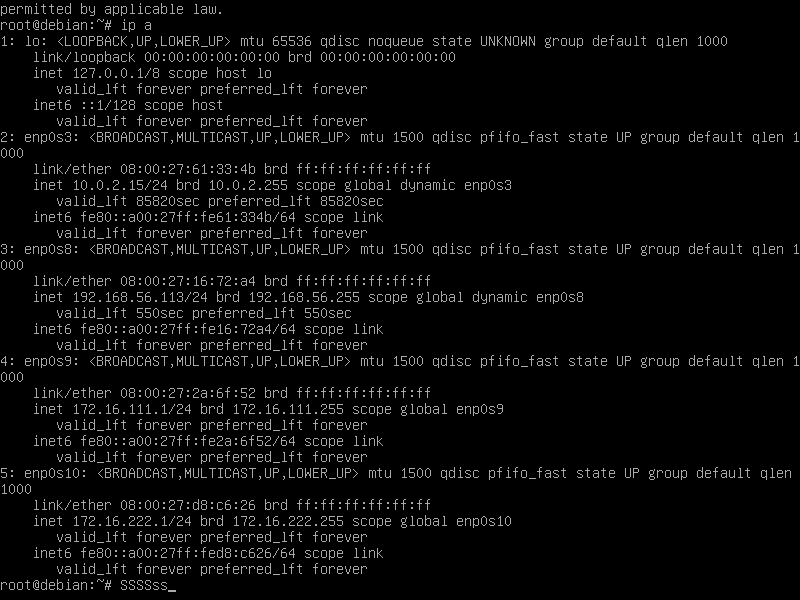 permitted by applicable law.
root@debian:~# ip a
1: lo: <LOOPBACK,UP,LOWER_UP> mtu 65536 qdisc noqueue state UNKNOWN group default qlen 1000
    link/loopback 00:00:00:00:00:00 brd 00:00:00:00:00:00
    inet 127.0.0.1/8 scope host lo
       valid_lft forever preferred_lft forever
    inet6 ::1/128 scope host
       valid_lft forever preferred_lft forever
2: enp0s3: <BROADCAST,MULTICAST,UP,LOWER_UP> mtu 1500 qdisc pfifo_fast state UP group default qlen 1
000
    link/ether 08:00:27:61:33:4b brd ff:ff:ff:ff:ff:ff
    inet 10.0.2.15/24 brd 10.0.2.255 scope global dynamic enp0s3
       valid_lft 85820sec preferred_lft 85820sec
    inet6 fe80::a00:27ff:fe61:334b/64 scope link
       valid_lft forever preferred_lft forever
3: enp0s8: <BROADCAST,MULTICAST,UP,LOWER_UP> mtu 1500 qdisc pfifo_fast state UP group default qlen 1
000
    link/ether 08:00:27:16:72:a4 brd ff:ff:ff:ff:ff:ff
    inet 192.168.56.113/24 brd 192.168.56.255 scope global dynamic enp0s8
       valid_lft 550sec preferred_lft 550sec
    inet6 fe80::a00:27ff:fe16:72a4/64 scope link
       valid_lft forever preferred_lft forever
4: enp0s9: <BROADCAST,MULTICAST,UP,LOWER_UP> mtu 1500 qdisc pfifo_fast state UP group default qlen 1
000
    link/ether 08:00:27:2a:6f:52 brd ff:ff:ff:ff:ff:ff
    inet 172.16.111.1/24 brd 172.16.111.255 scope global enp0s9
       valid_lft forever preferred_lft forever
    inet6 fe80::a00:27ff:fe2a:6f52/64 scope link
       valid_lft forever preferred_lft forever
5: enp0s10: <BROADCAST,MULTICAST,UP,LOWER_UP> mtu 1500 qdisc pfifo_fast state UP group default qlen
1000
    link/ether 08:00:27:d8:c6:26 brd ff:ff:ff:ff:ff:ff
    inet 172.16.222.1/24 brd 172.16.222.255 scope global enp0s10
       valid_lft forever preferred_lft forever
    inet6 fe80::a00:27ff:fed8:c626/64 scope link
       valid_lft forever preferred_lft forever
root@debian:~# SSSSss_